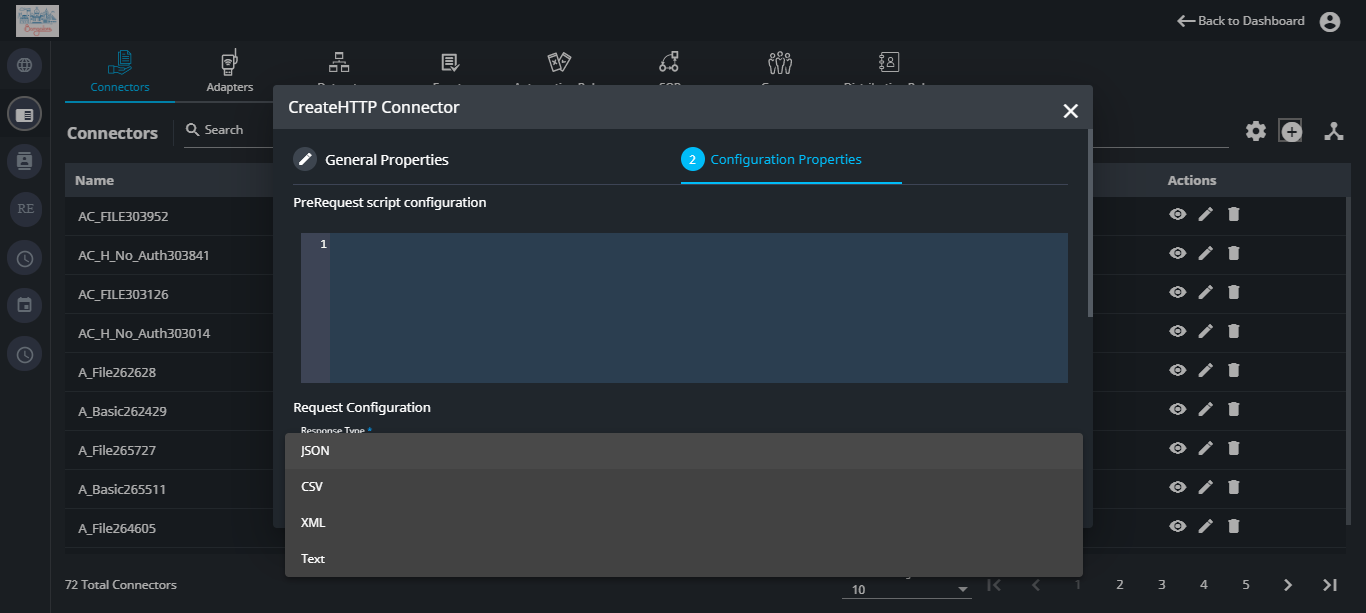 Back to Dashboard
Connectors
Adapters
RE
CreateHTTP Connector
Connectors
Search
General Properties
2 Configuration Properties
Name
Actions
PreRequest script configuration
1
AC_FILE303952
AC_H_No_Auth303841
AC_FILE303126
AC_H_No_Auth303014
A_File262628
A_Basic262429
A_File265727
A_Basic265511
A_File264605
Request Configuration
Response Type *
JSON
CSV
XML
Text
72 Total Connectors
10
1 2 3 4 5